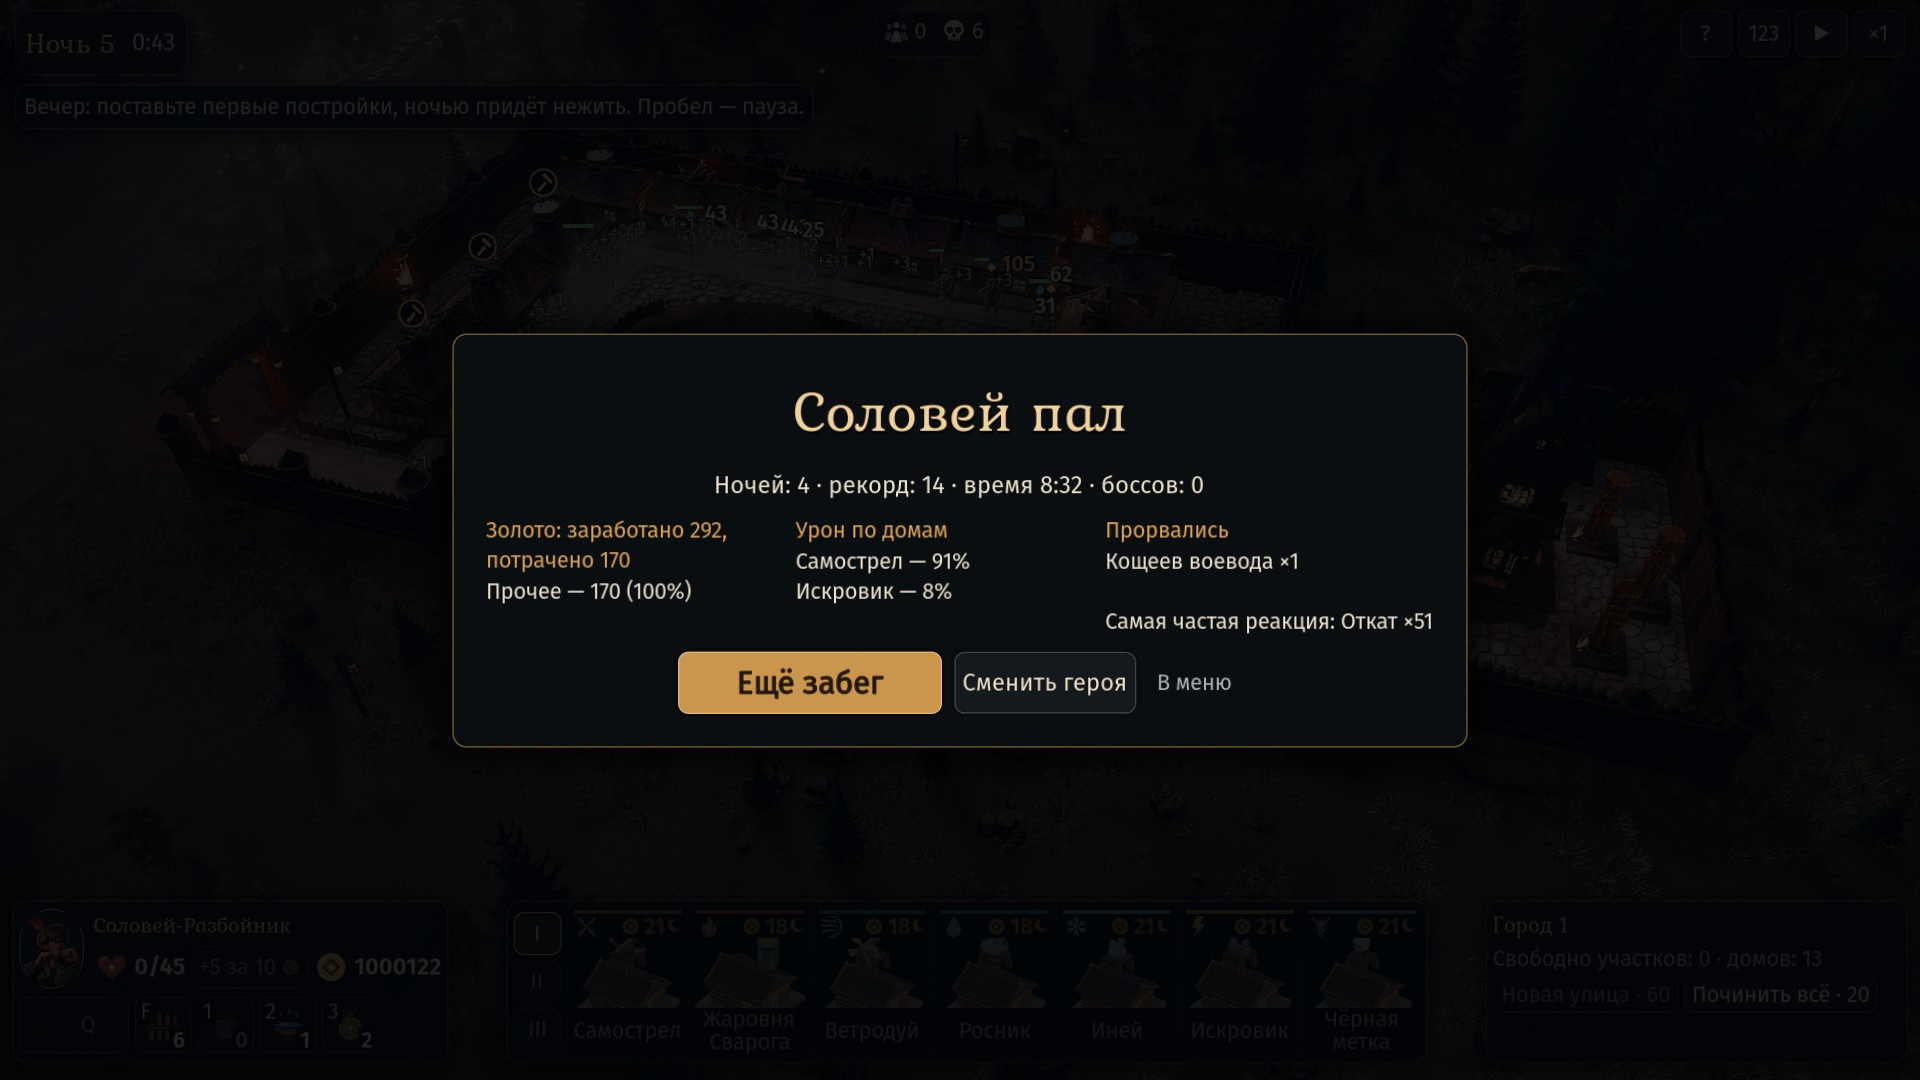 Ночь 5 0:43
0 6
? 123 ▶ ×1
Вечер: поставьте первые постройки, ночью придёт нежить. Пробел — пауза.
43
105
62
31
Соловей пал
Ночей: 4 · рекорд: 14 · время 8:32 · боссов: 0
Золото: заработано 292,
потрачено 170
Прочее — 170 (100%)
Урон по домам
Самострел — 91%
Искровик — 8%
Прорвались
Кощеев воевода ×1
Самая частая реакция: Откат ×51
Ещё забег
Сменить героя
В меню
Соловей-Разбойник
0/45 +5 за 10 1000122
Q
F 6
1 0
2 1
3 2
I
II
III
21
Самострел
18
Жаровня
Сварога
18
Ветродуй
18
Росник
21
Иней
21
Искровик
21
Чёрная
метка
Город 1
Свободно участков: 0 · домов: 13
Новая улица · 60
Починить всё · 20